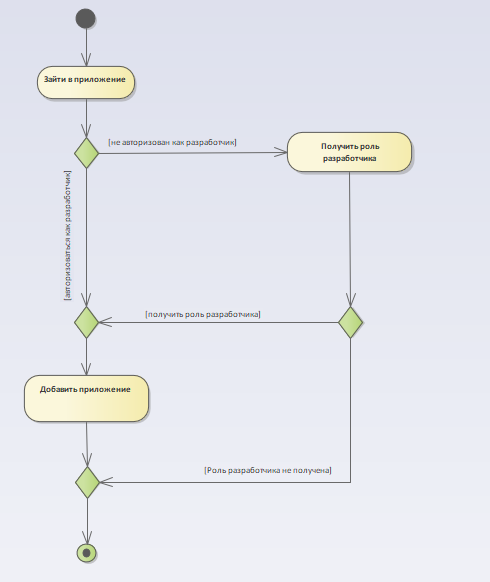 Зайти в приложение
[не авторизован как разработчик]
Получить роль
разработчика
[авторизоваться как разработчик]
[получить роль разработчика]
Добавить приложение
[Роль разработчика не получена]